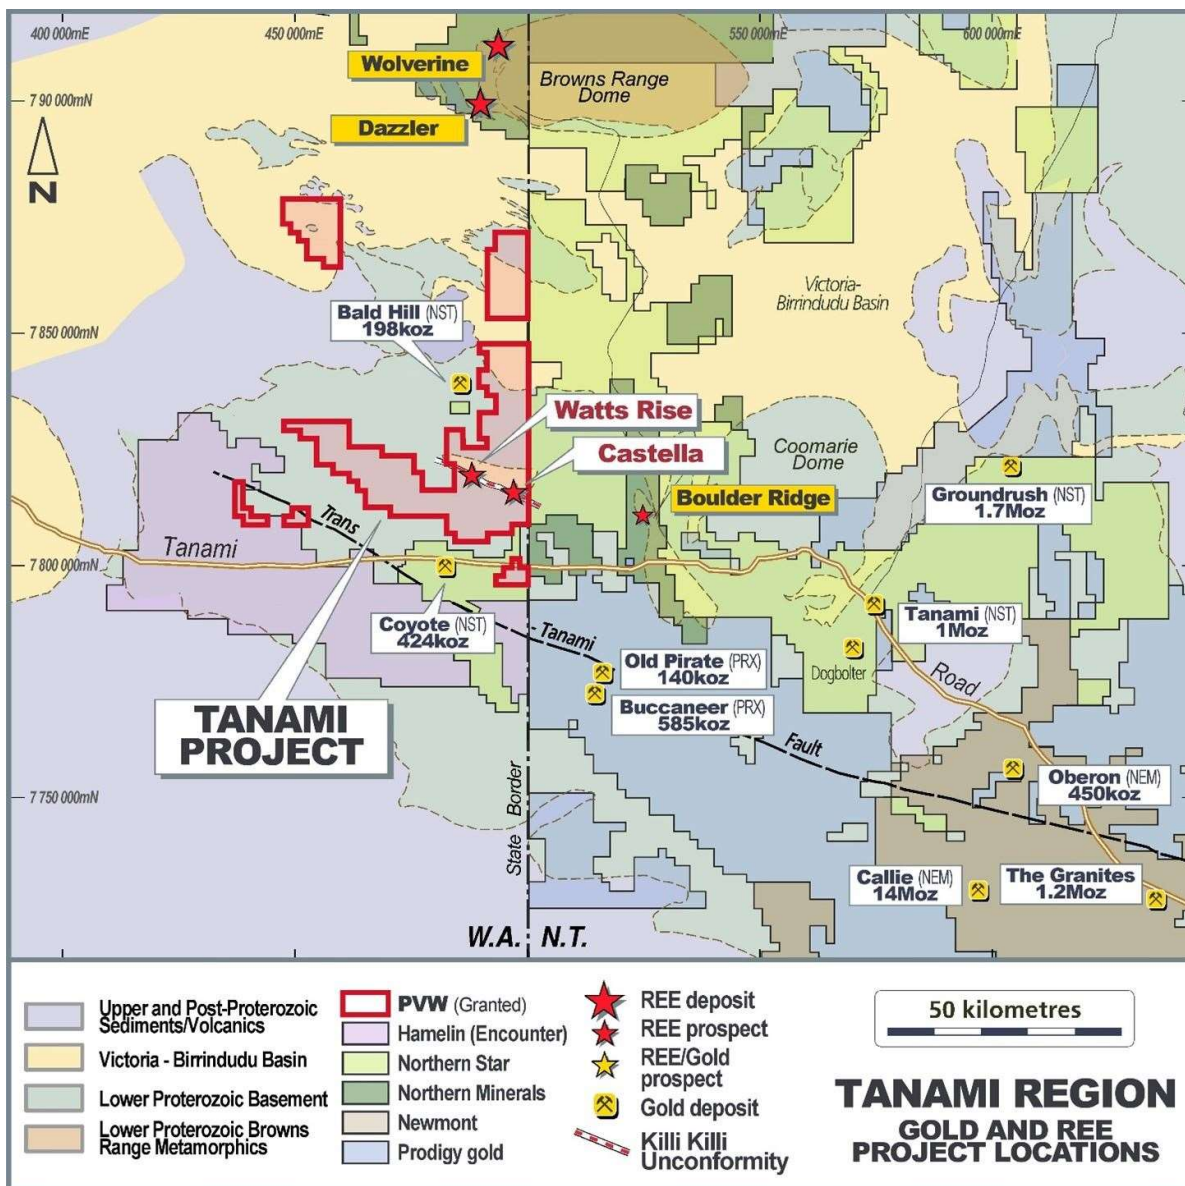 400 000mE
450 000mE
550 000mE
600 000mE
Wolverine
Browns Range
Dome
7 90 000mN
Dazzler
N
Victoria-
Birrindudu Basin
Bald Hill (NST)
198koz
7 850 000mN
Watts Rise
Castella
Coomarie
Dome
Boulder Ridge
Groundrush (NST)
1.7Moz
Trans
Tanami
7 800 000mN
Coyote (NST)
424koz
-Tanami
Tanami (NST)
1Moz
Old Pirate (PRX)
140koz
Dogbolter
Road
Buccaneer (PRX)
585koz
TANAMI
PROJECT
Fault
Oberon (NEM)
450koz
7 750 000mN
State Border
Callie (NEM)
14Moz
The Granites
1.2Moz
W.A. N.T.
Upper and Post-Proterozoic
Sediments/Volcanics
Victoria - Birrindudu Basin
Lower Proterozoic Basement
Lower Proterozoic Browns
Range Metamorphics
PVW (Granted)
Hamelin (Encounter)
Northern Star
Northern Minerals
Newmont
Prodigy gold
REE deposit
REE prospect
REE/Gold
prospect
Gold deposit
Killi Killi
Unconformity
50 kilometres
TANAMI REGION
GOLD AND REE
PROJECT LOCATIONS